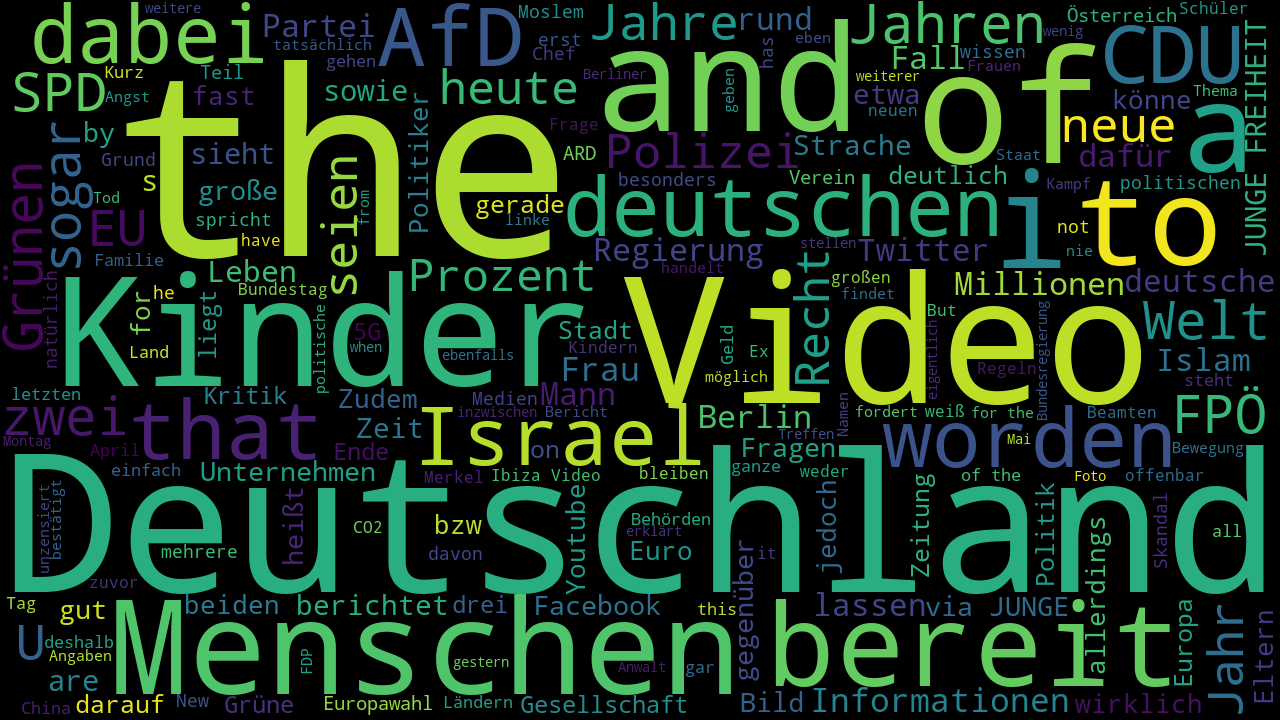 weitere
Partei
AfD
Moslem
Jahre
rund
Jahren
Österreich
Schüler
dabei
tatsächlich
gehen
erst
Chef
has
eben
Fall
wissen
wenig
CDU
SPD
Kurz
Angst
Teil
fast
sowie
heute
Berliner
geben
weiterer
Frauen
etwa
neuen
könne
Thema
JUNGE FREIHEIT
the
and
of
a
by
Grund
sieht
Politiker
Frage
ARD
Polizei
Strache
neue
dafür
Staat
sogar
s
große
seien
from
gerade
linke
besonders
Verein
deutlich
Kampf
politischen
Tod
spricht
have
deutschen
i
to
not
nie
Grünen
EU
Familie
Leben
Bundestag
Prozent
Regierung
handelt
stellen
Twitter
großen
findet
Millionen
deutsche
natürlich
for
he
Land
liegt
politische
5G
when
ebenfalls
Stadt
Kindern
Frau
Geld
Ex
möglich
Recht
But
eigentlich
Regeln
Bundesregierung
Welt
Islam
steht
Kinder
Video
letzten
Kritik
Zudem
Medien
Mann
inzwischen
Bericht
Berlin
Namen
fordert
weiß
for the
Beamten
FPÖ
zwei
that
Zeit
Israel
Treffen
Fragen
worden
Mai
Bewegung
Montag
April
einfach
Unternehmen
Ende
Merkel
on
Ibiza Video
bleiben
ganze
weder
of the
Foto
offenbar
Deutschland
unzensiert
bestätigt
mehrere
heißt
CO2
bzw
davon
Youtube
Behörden
erklärt
Euro
it
jedoch
Zeitung
Politik
allerdings
Skandal
all
zuvor
Tag
gut
beiden
berichtet
drei
Facebook
this
gegenüber
lassen
via JUNGE
Europa
Jahr
Eltern
U
deshalb
Angaben
Menschen
FDP
gestern
Anwalt
gar
bereit
are
China
darauf
New
Grüne
Europawahl
Ländern
Gesellschaft
Bild
Informationen
wirklich